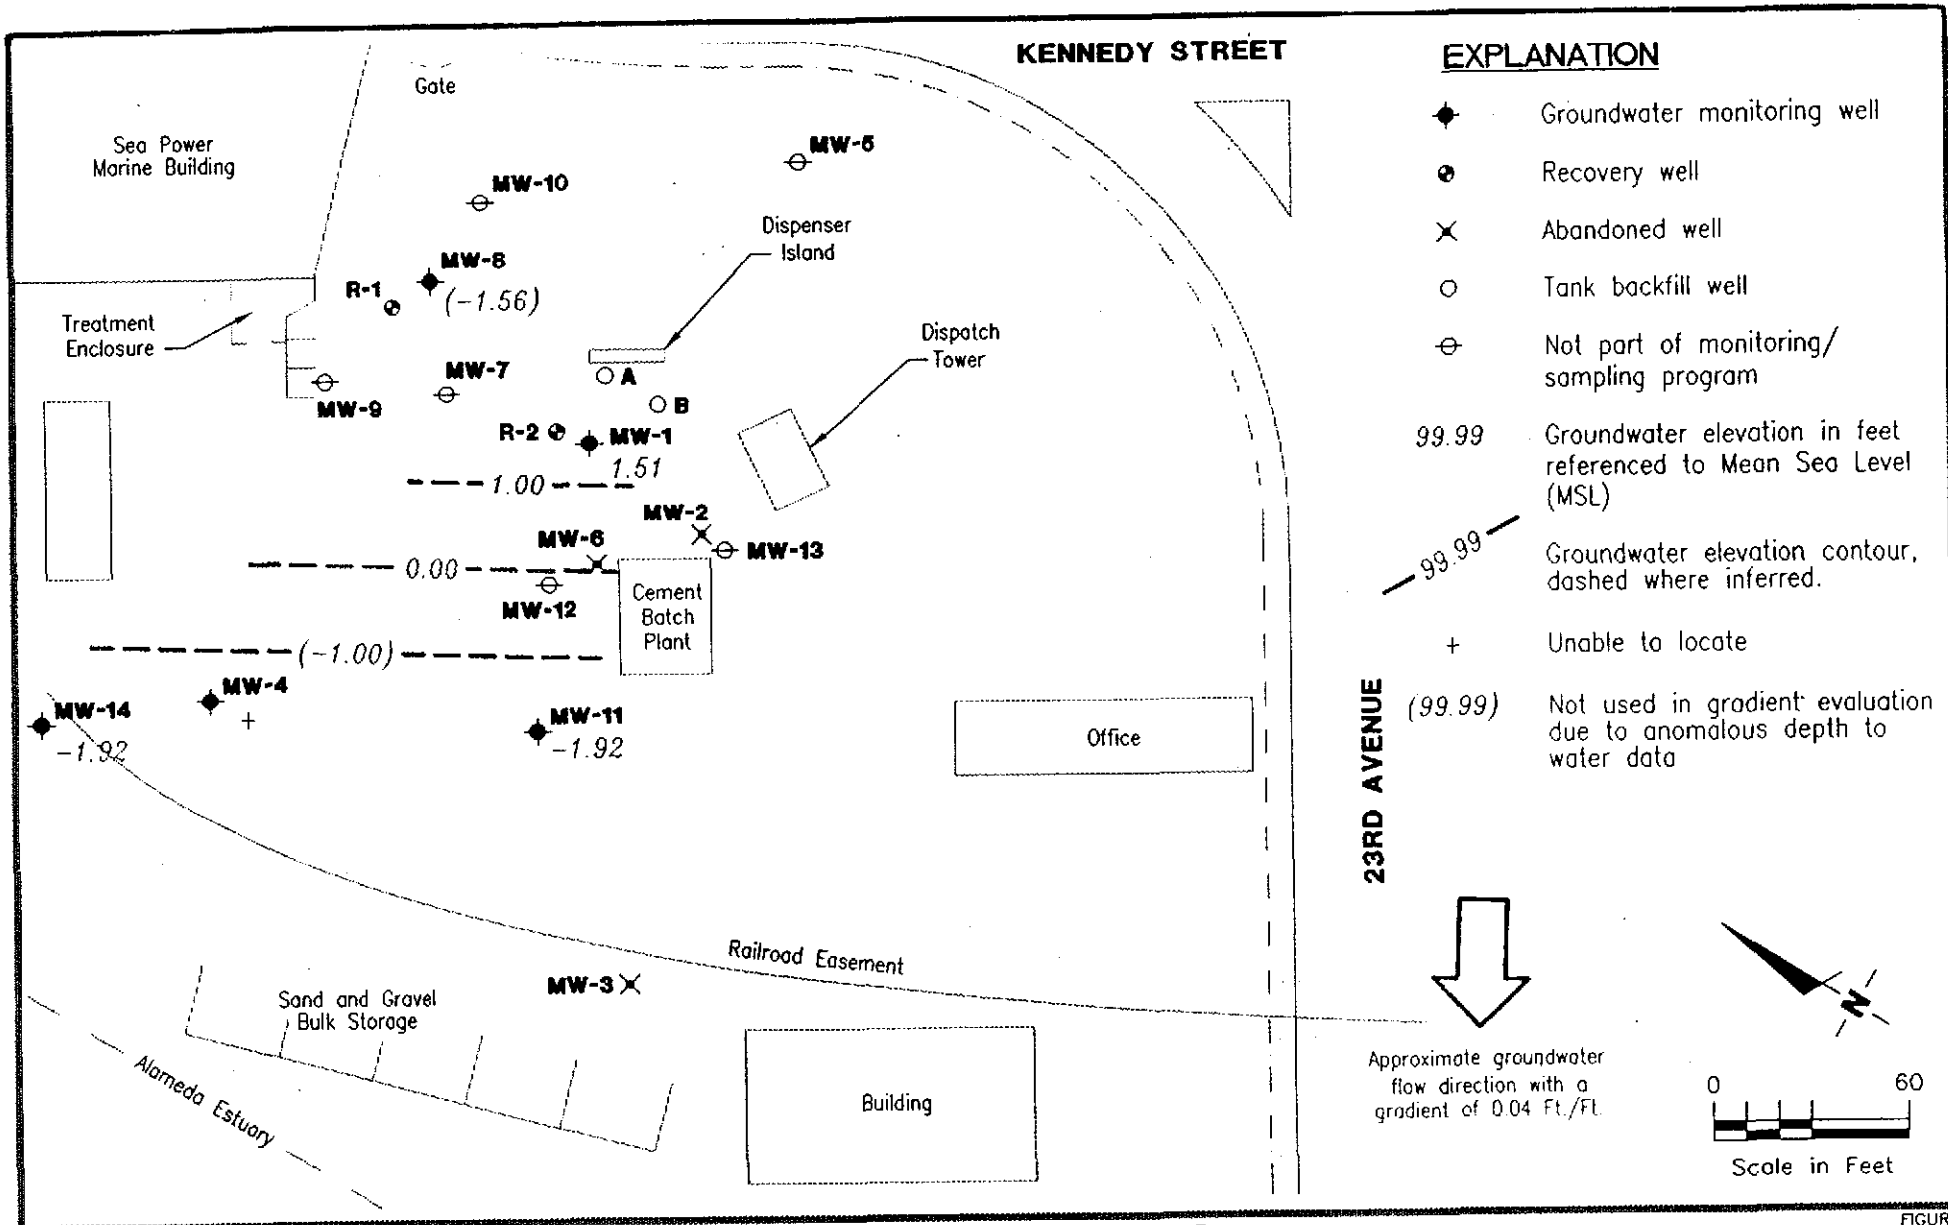 KENNEDY STREET
Gate
Sea Power
Marine Building
MW-5
MW-10
Dispenser
Island
MW-8
(-1.56)
R-1
Treatment
Enclosure
Dispatch
Tower
MW-7
A
MW-9
B
R-2
MW-1
1.51
1.00
MW-2
MW-6
MW-13
0.00
Cement
Batch
Plant
MW-12
(-1.00)
MW-4
MW-14
-1.92
MW-11
-1.92
Office
23RD AVENUE
Railroad Easement
MW-3
Sand and Gravel
Bulk Storage
Alameda Estuary
Building
EXPLANATION
Groundwater monitoring well
Recovery well
Abandoned well
Tank backfill well
Not part of monitoring/
sampling program
99.99
Groundwater elevation in feet
referenced to Mean Sea Level
(MSL)
99.99
Groundwater elevation contour,
dashed where inferred.
Unable to locate
(99.99)
Not used in gradient evaluation
due to anomalous depth to
water data
Approximate groundwater
flow direction with a
gradient of 0.04 Ft./Ft.
N
0 60
Scale in Feet
FIGUR